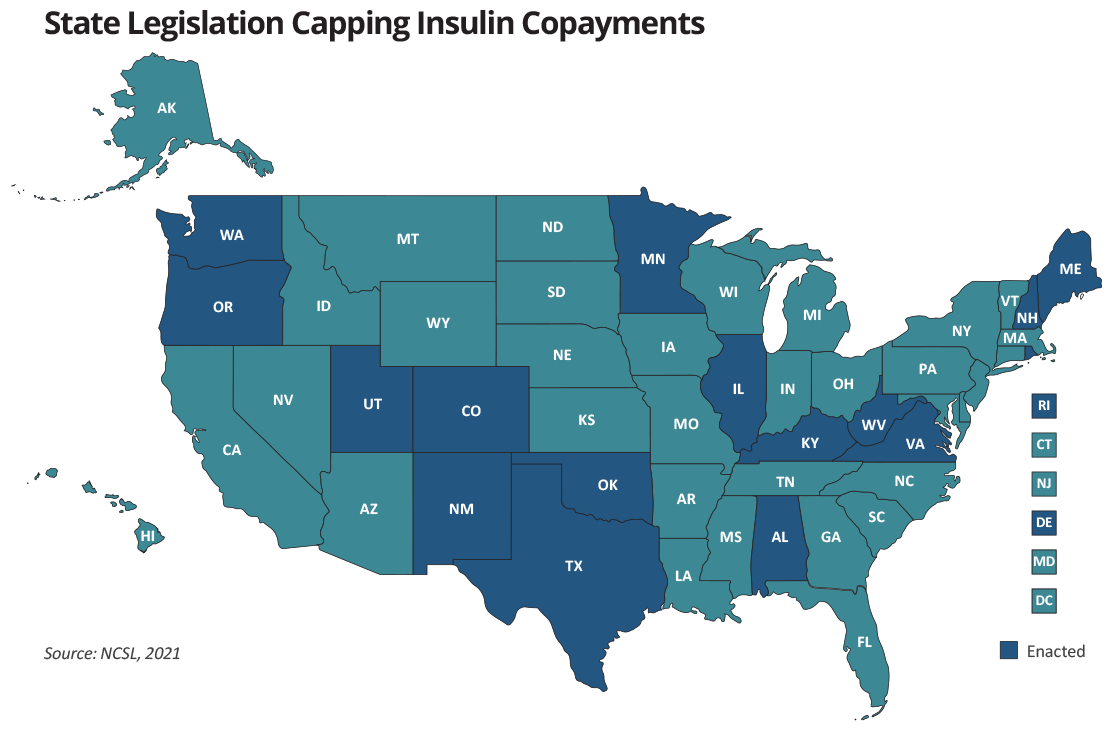 State Legislation Capping Insulin Copayments
AK
WA
MT
ND
MN
ME
OR
ID
SD
WI
VT
NH
WY
MI
NY
MA
IA
NE
PA
NV
UT
CO
IL
IN
OH
RI
KS
MO
WV
CA
KY
VA
CT
OK
TN
NC
NJ
AZ
NM
AR
SC
DE
HI
MS
AL
GA
TX
LA
MD
DC
FL
Source: NCSL, 2021
Enacted